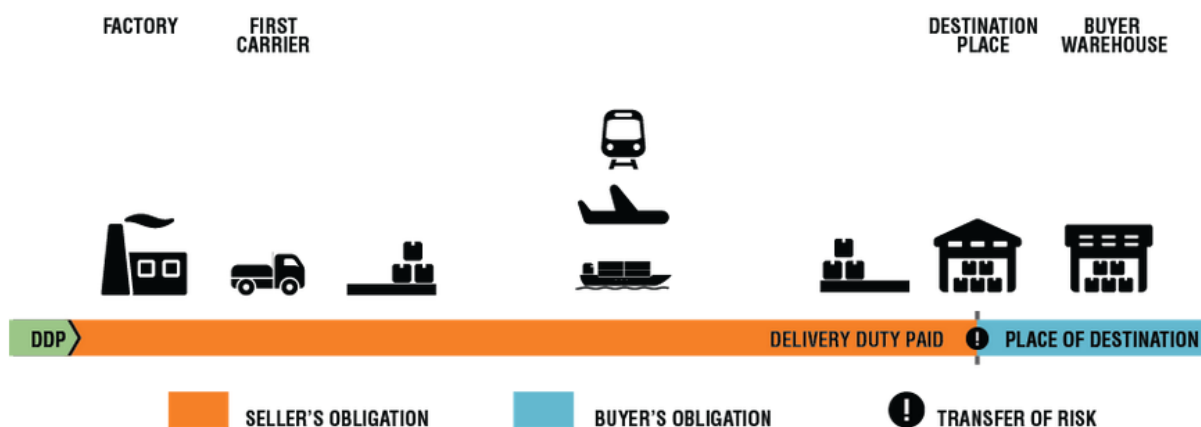 FACTORY
FIRST
CARRIER
DESTINATION
PLACE
BUYER
WAREHOUSE
DDP
DELIVERY DUTY PAID
!
PLACE OF DESTINATION
SELLER'S OBLIGATION
BUYER'S OBLIGATION
!
TRANSFER OF RISK